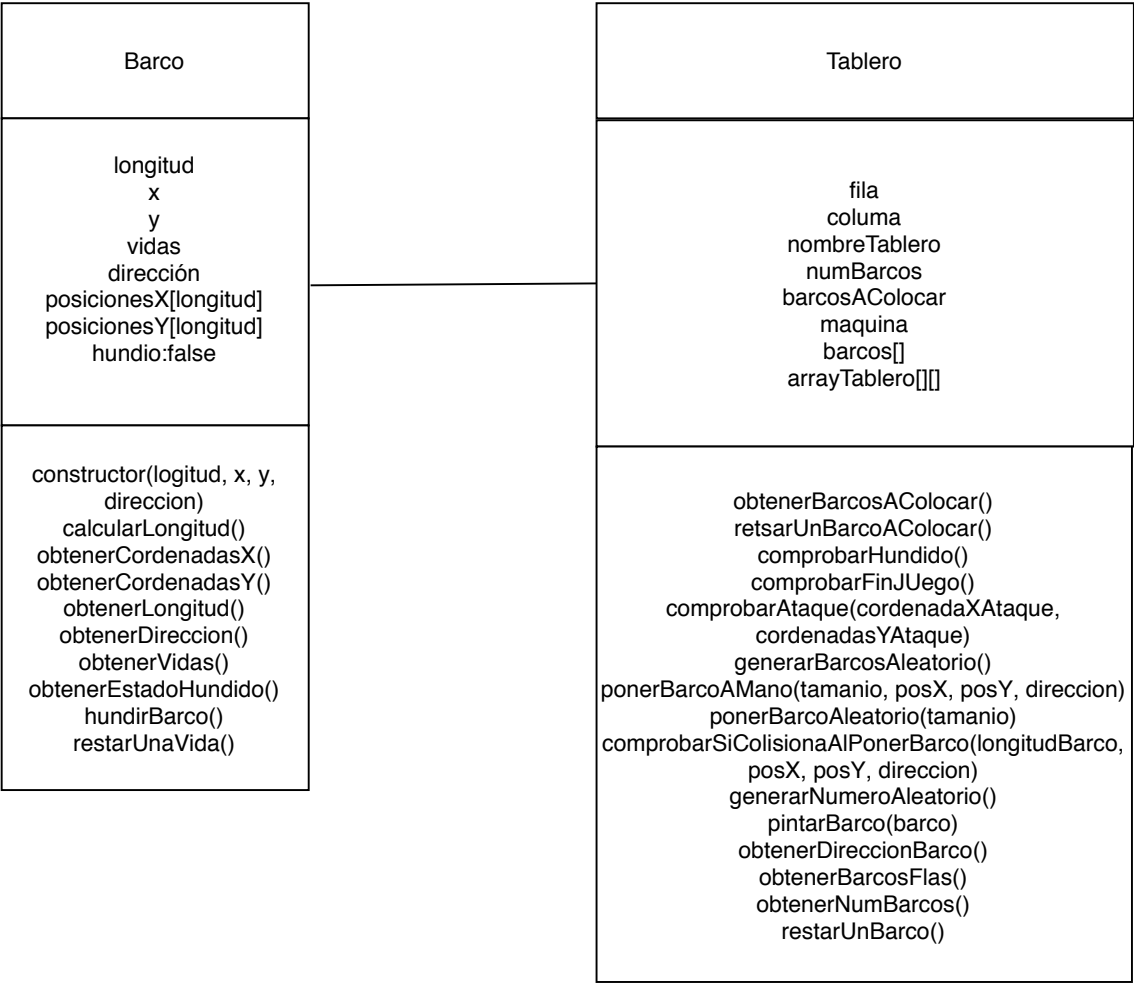 Barco
longitud
x
y
vidas
dirección
posicionesX[longitud]
posicionesY[longitud]
hundio:false
constructor(logitud, x, y,
direccion)
calcularLongitud()
obtenerCordenadasX()
obtenerCordenadasY()
obtenerLongitud()
obtenerDireccion()
obtenerVidas()
obtenerEstadoHundido()
hundirBarco()
restarUnaVida()
Tablero
fila
columa
nombreTablero
numBarcos
barcosAColocar
maquina
barcos[]
arrayTablero[][]
obtenerBarcosAColocar()
retsarUnBarcoAColocar()
comprobarHundido()
comprobarFinJUego()
comprobarAtaque(cordenadaXAtaque,
cordenadasYAtaque)
generarBarcosAleatorio()
ponerBarcoAMano(tamanio, posX, posY, direccion)
ponerBarcoAleatorio(tamanio)
comprobarSiColisionaAlPonerBarco(longitudBarco,
posX, posY, direccion)
generarNumeroAleatorio()
pintarBarco(barco)
obtenerDireccionBarco()
obtenerBarcosFlas()
obtenerNumBarcos()
restarUnBarco()